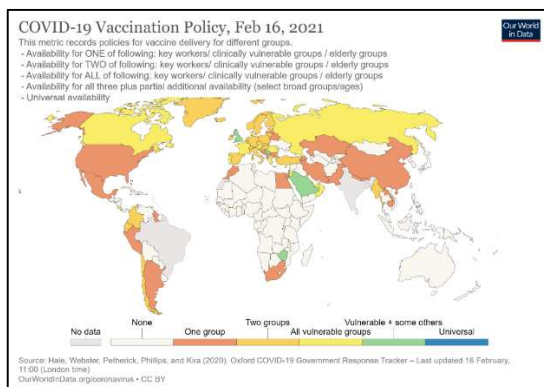 COVID-19 Vaccination Policy, Feb 16, 2021
Our World
in Data
This metric records policies for vaccine delivery for different groups.
- Availability for ONE of following: key workers/ clinically vulnerable groups / elderly groups
- Availability for TWO of following: key workers/ clinically vulnerable groups / elderly groups
- Availability for ALL of following: key workers/ clinically vulnerable groups / elderly groups
- Availability for all three plus partial additional availability (select broad groups/ages)
- Universal availability
No data
None
One group
Two groups
All vulnerable groups
Vulnerable + some others
Universal
Source: Hale, Webster, Petherick, Phillips, and Kira (2020). Oxford COVID-19 Government Response Tracker – Last updated 16 February,
11:00 (London time)
OurWorldInData.org/coronavirus • CC BY